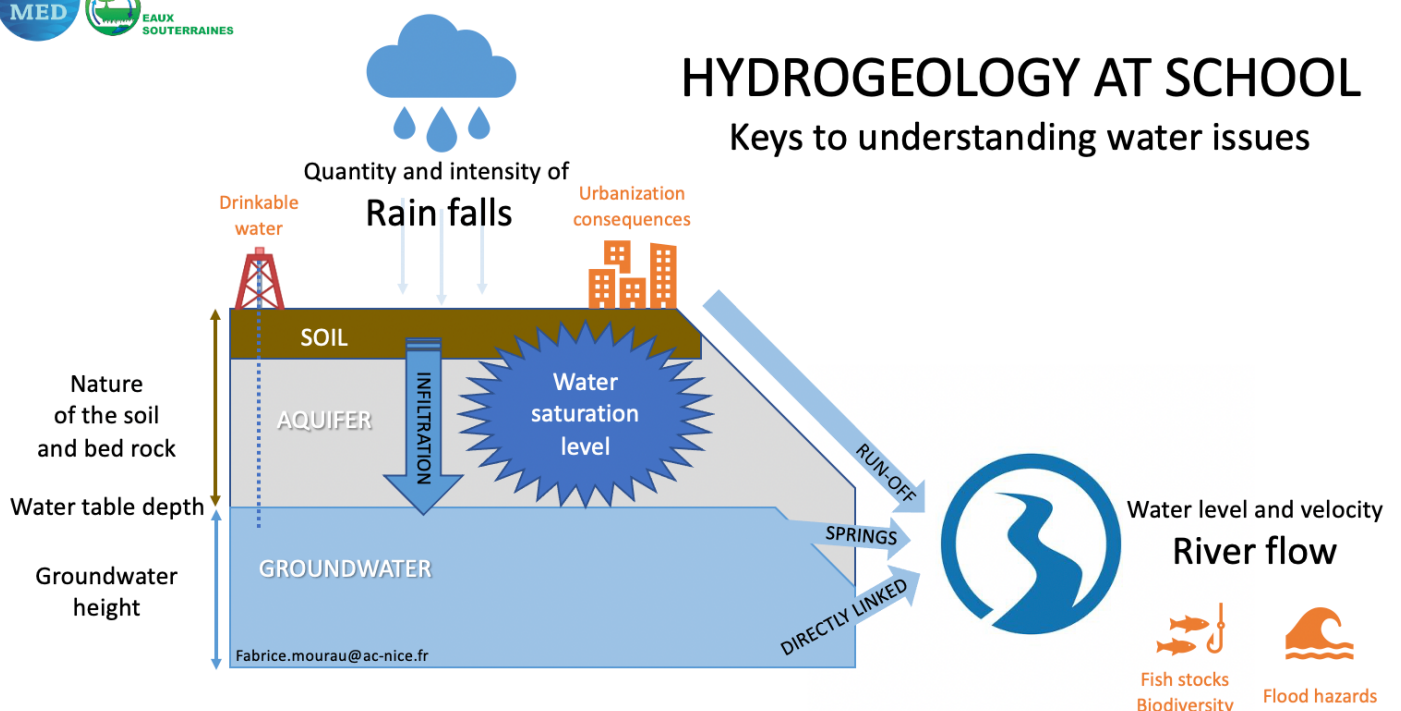 MED
EAUX
SOUTERRAINES
HYDROGEOLOGY AT SCHOOL
Keys to understanding water issues
Quantity and intensity of
Rain falls
Drinkable
water
Urbanization
consequences
SOIL
Nature
of the soil
and bed rock
AQUIFER
INFILTRATION
Water
saturation
level
RUN-OFF
Water table depth
SPRINGS
Water level and velocity
River flow
GROUNDWATER
Groundwater
height
DIRECTLY LINKED
Fabrice.mourau@ac-nice.fr
Fish stocks
Biodiversity
Flood hazards